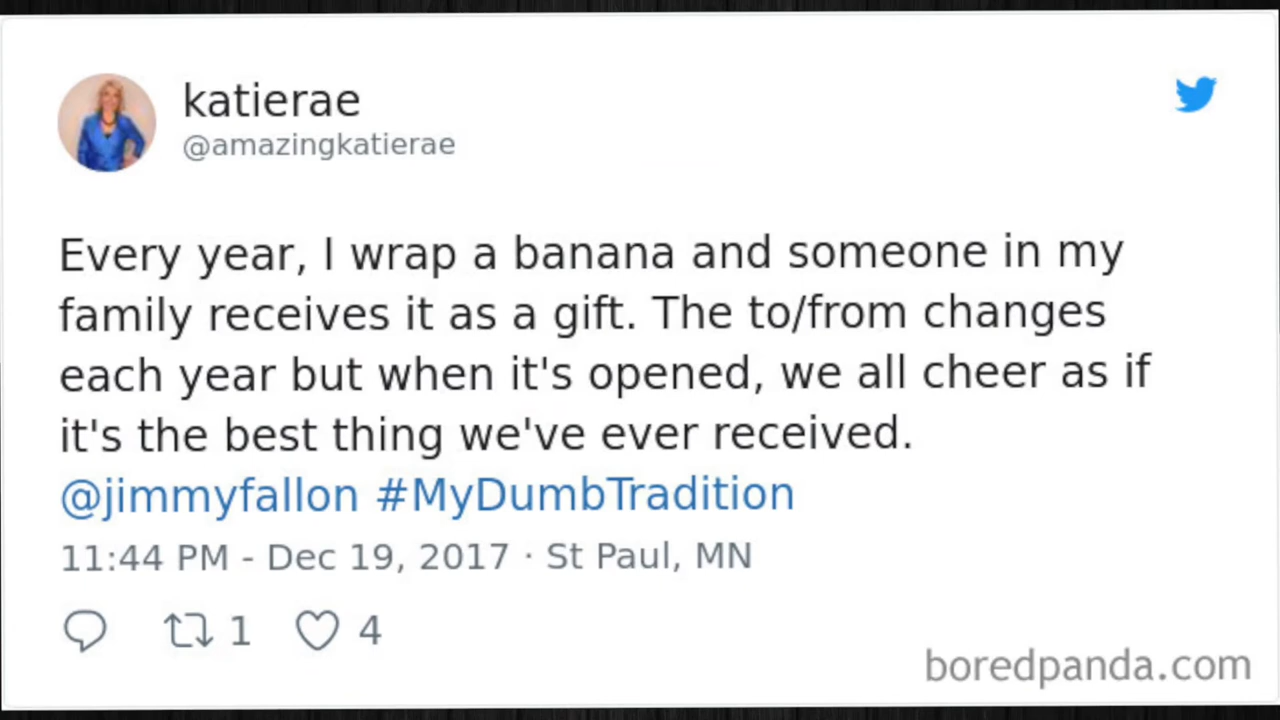 katierae
@amazingkatierae
Every year, I wrap a banana and someone in my
family receives it as a gift. The to/from changes
each year but when it's opened, we all cheer as if
it's the best thing we've ever received.
@jimmyfallon #MyDumbTradition
11:44 PM - Dec 19, 2017 · St Paul, MN
1 4
boredpanda.com